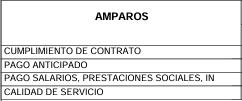 AMPAROS
CUMPLIMIENTO DE CONTRATO
PAGO ANTICIPADO
PAGO SALARIOS, PRESTACIONES SOCIALES, IN
CALIDAD DE SERVICIO